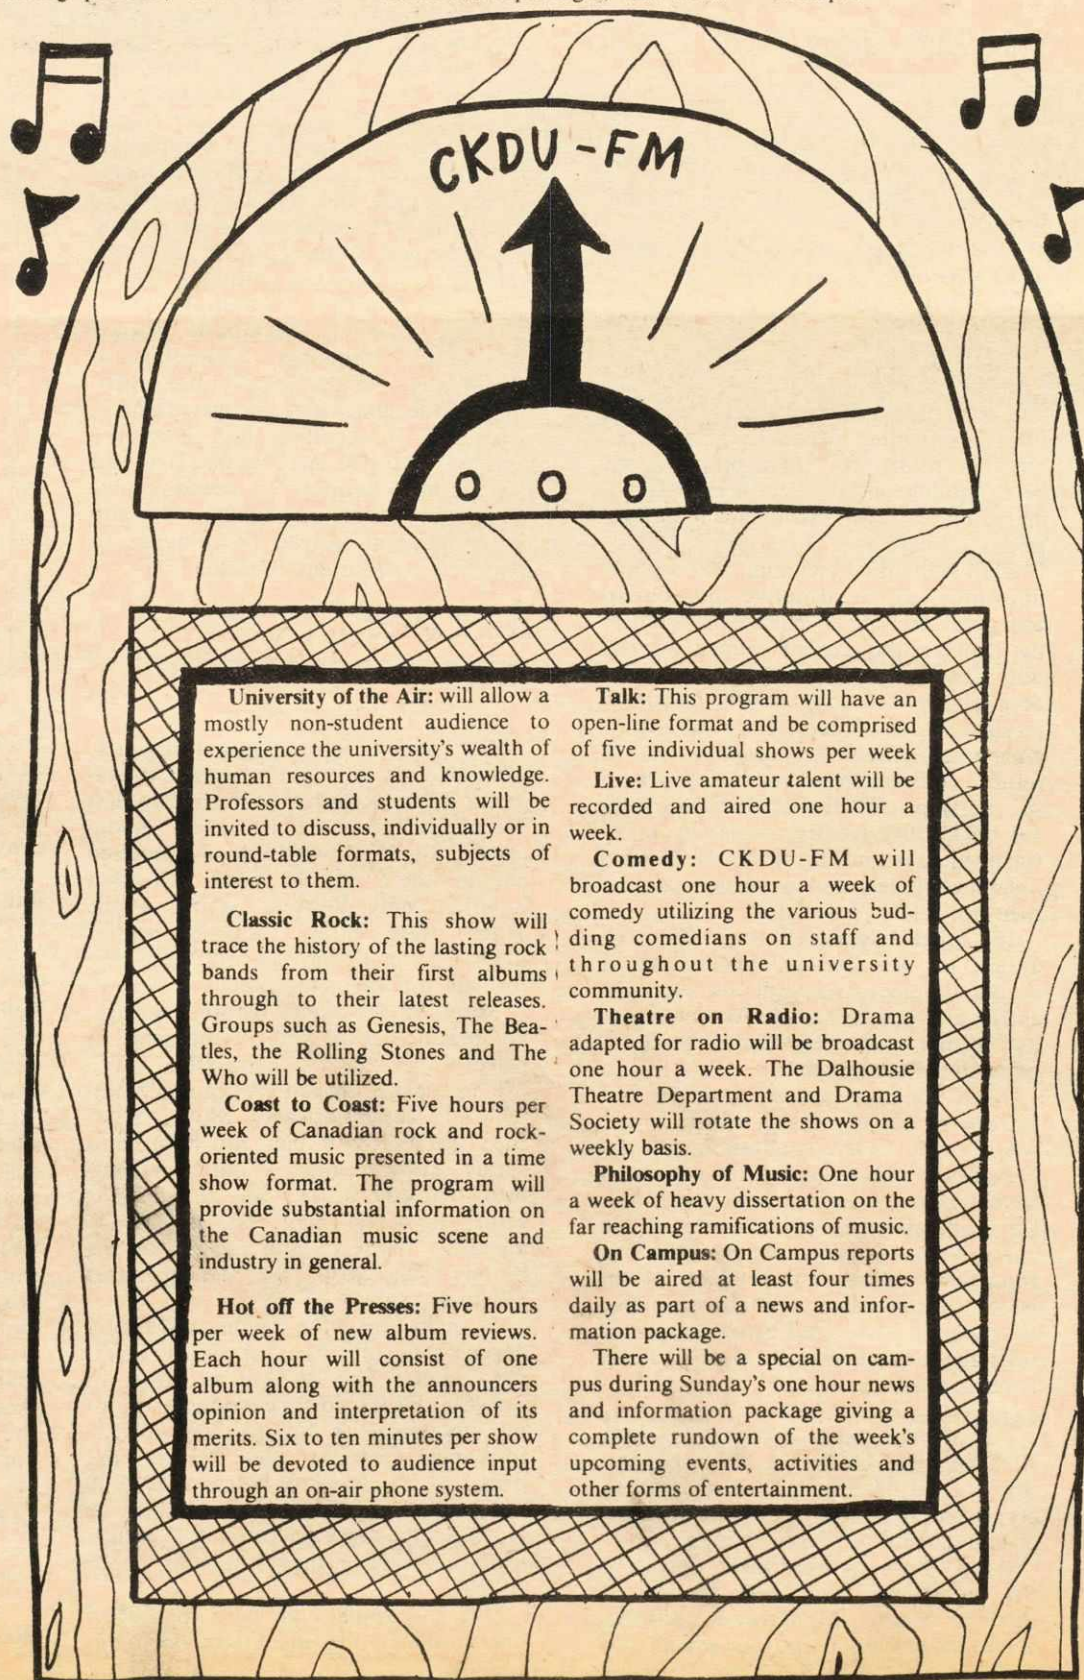 CKDU-FM
University of the Air: will allow a
mostly non-student audience to
experience the university's wealth of
human resources and knowledge.
Professors and students will be
invited to discuss, individually or in
round-table formats, subjects of
interest to them.
Classic Rock: This show will
trace the history of the lasting rock
bands from their first albums
through to their latest releases.
Groups such as Genesis, The Bea-
tles, the Rolling Stones and The
Who will be utilized.
Coast to Coast: Five hours per
week of Canadian rock and rock-
oriented music presented in a time
show format. The program will
provide substantial information on
the Canadian music scene and
industry in general.
Hot off the Presses: Five hours
per week of new album reviews.
Each hour will consist of one
album along with the announcers
opinion and interpretation of its
merits. Six to ten minutes per show
will be devoted to audience input
through an on-air phone system.
Talk: This program will have an
open-line format and be comprised
of five individual shows per week
Live: Live amateur talent will be
recorded and aired one hour a
week.
Comedy: CKDU-FM will
broadcast one hour a week of
comedy utilizing the various bud-
ding comedians on staff and
throughout the university
community.
Theatre on Radio: Drama
adapted for radio will be broadcast
one hour a week. The Dalhousie
Theatre Department and Drama
Society will rotate the shows on a
weekly basis.
Philosophy of Music: One hour
a week of heavy dissertation on the
far reaching ramifications of music.
On Campus: On Campus reports
will be aired at least four times
daily as part of a news and infor-
mation package.
There will be a special on cam-
pus during Sunday's one hour news
and information package giving a
complete rundown of the week's
upcoming events, activities and
other forms of entertainment.